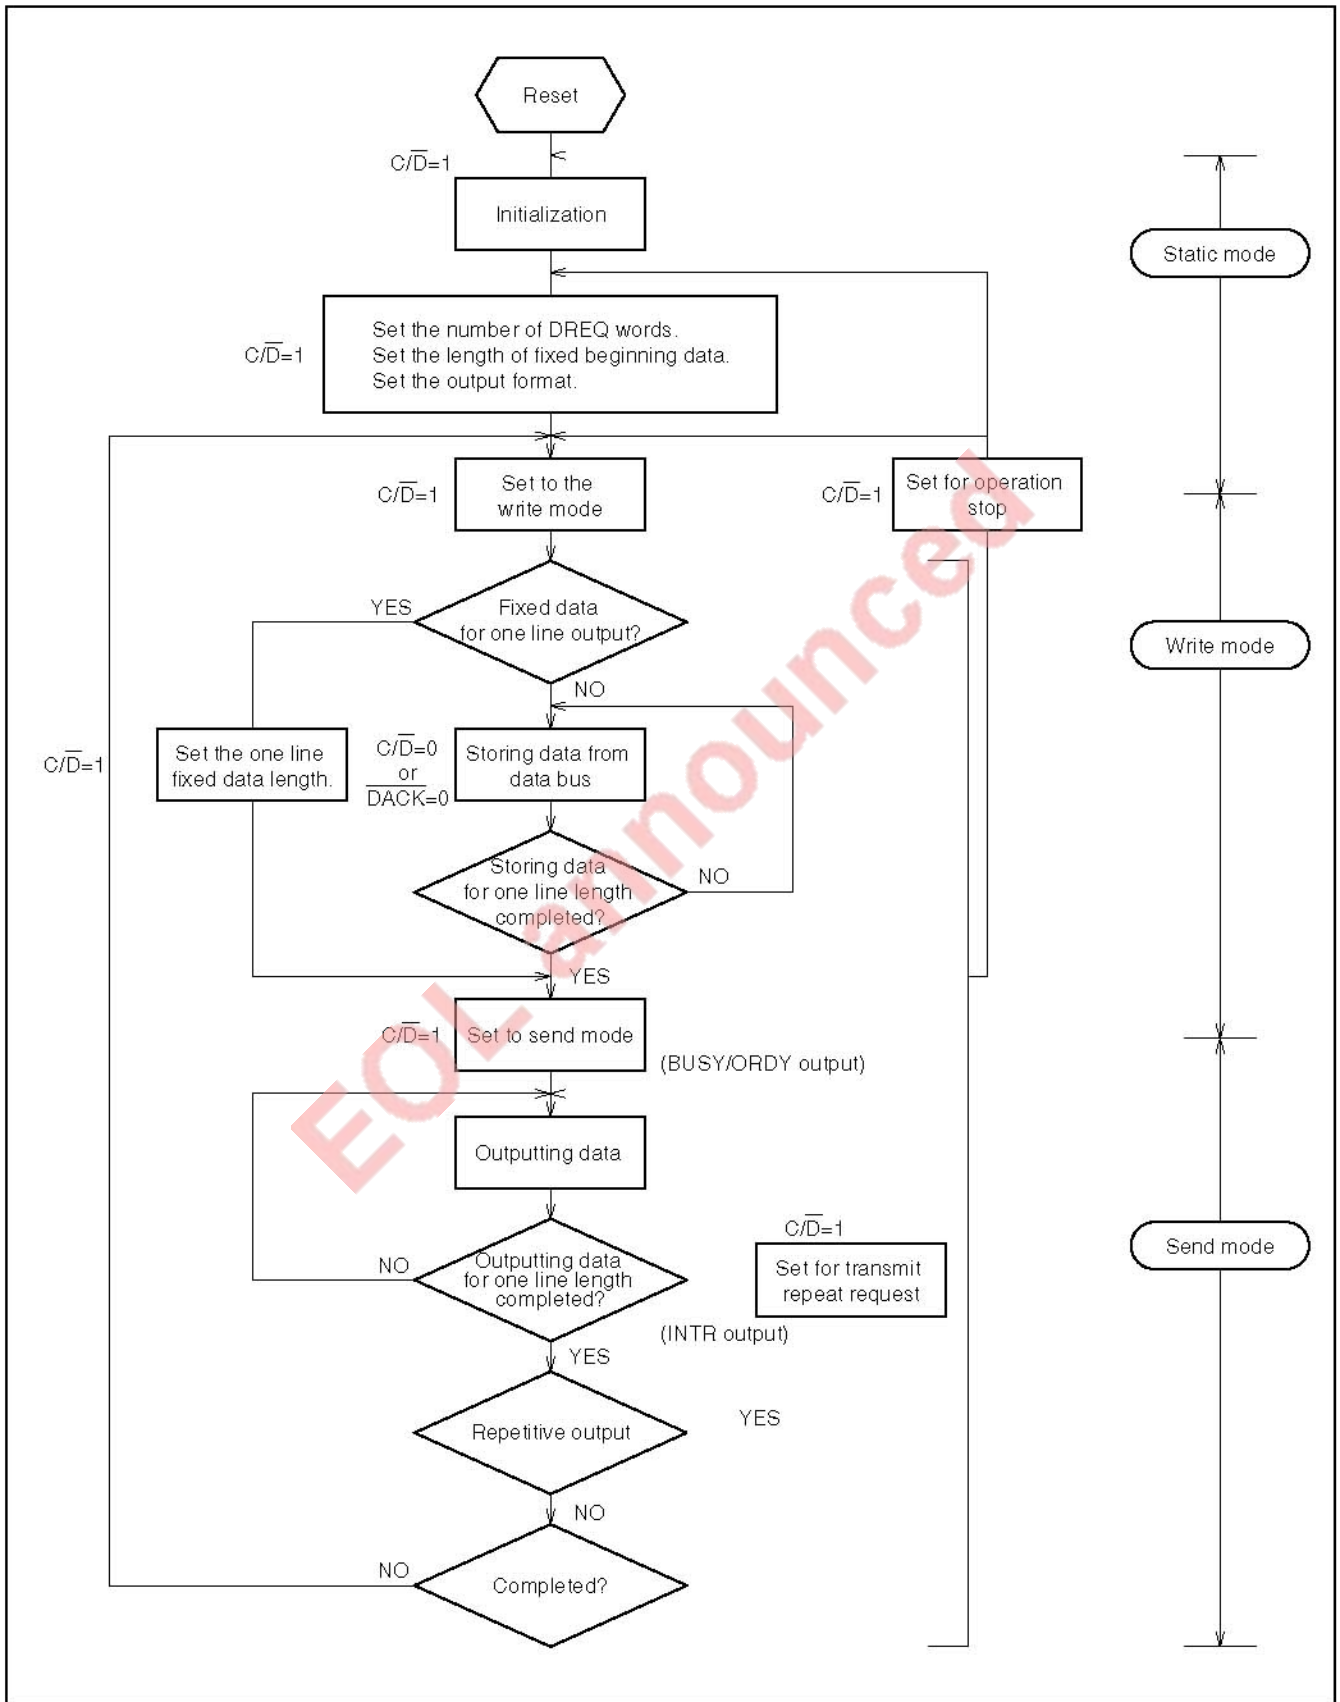 Reset
C/D̅=1
Initialization
Static mode
Set the number of DREQ words.
Set the length of fixed beginning data.
Set the output format.
C/D̅=1
C/D̅=1
Set to the
write mode
C/D̅=1
Set for operation
stop
YES
Fixed data
for one line output?
Write mode
NO
C/D̅=1
Set the one line
fixed data length.
C/D̅=0
or
D̅A̅C̅K̅=0
Storing data from
data bus
Storing data
for one line length
completed?
NO
YES
C/D̅=1
Set to send mode
(BUSY/ORDY output)
Outputting data
C/D̅=1
Set for transmit
repeat request
Send mode
NO
Outputting data
for one line length
completed?
(INTR output)
YES
Repetitive output
YES
NO
NO
Completed?
EOL announced